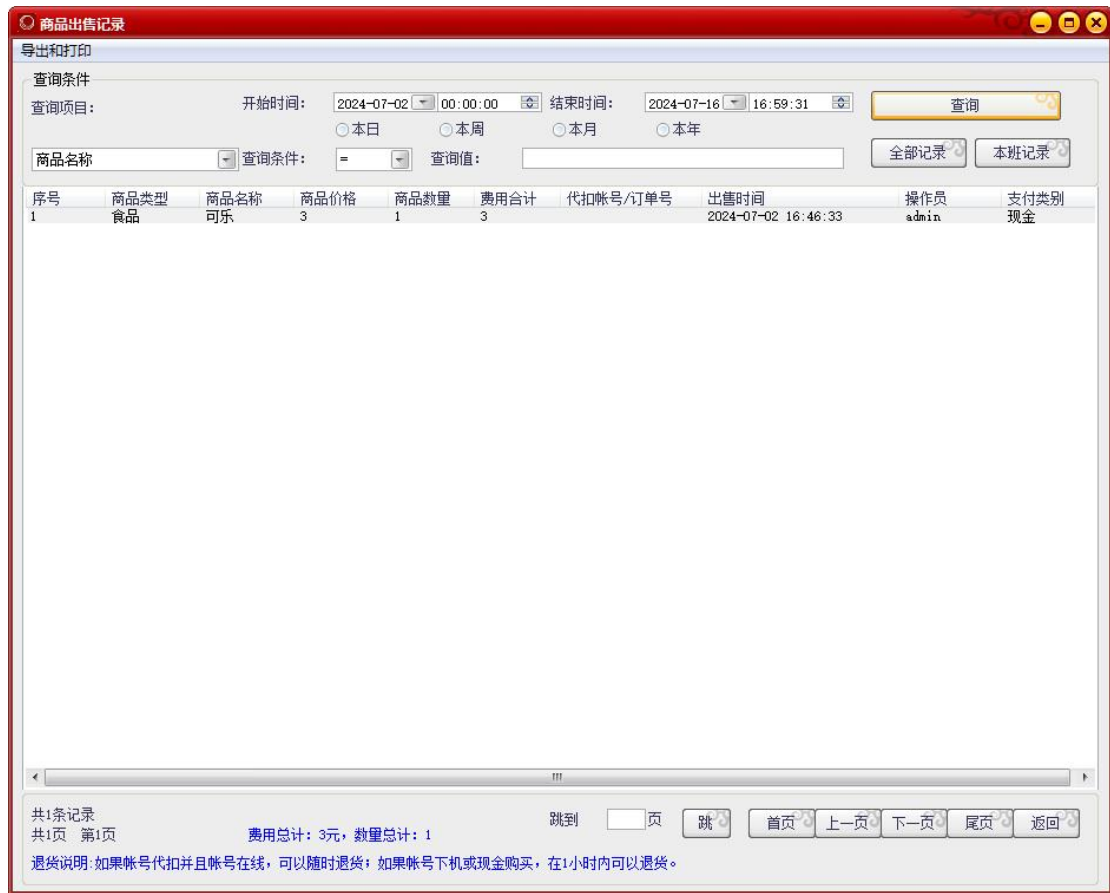 商品出售记录
导出和打印
查询条件
查询项目: 开始时间: 2024-07-02 00:00:00 结束时间: 2024-07-16 16:59:31 查询
本日 本周 本月 本年
商品名称 查询条件: = 查询值: 全部记录 本班记录
序号 商品类型 商品名称 商品价格 商品数量 费用合计 代扣帐号/订单号 出售时间 操作员 支付类别
1 食品 可乐 3 1 3 2024-07-02 16:46:33 admin 现金
共1条记录 跳到 页 跳 首页 上一页 下一页 尾页 返回
共1页 第1页 费用总计: 3元, 数量总计: 1
退货说明:如果帐号代扣并且帐号在线, 可以随时退货; 如果帐号下机或现金购买, 在1小时内可以退货。